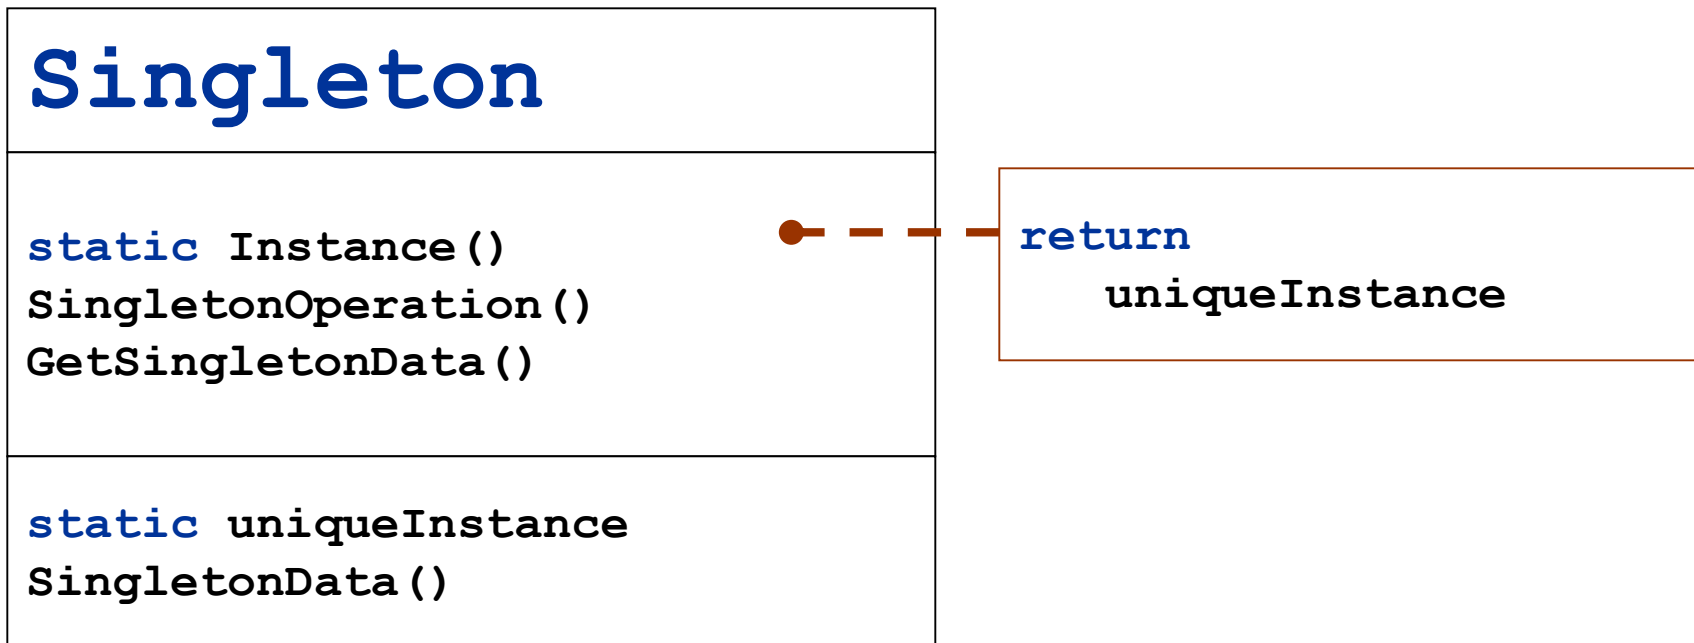 Singleton
static Instance()
SingletonOperation()
GetSingletonData()
return
uniqueInstance
static uniqueInstance
SingletonData()